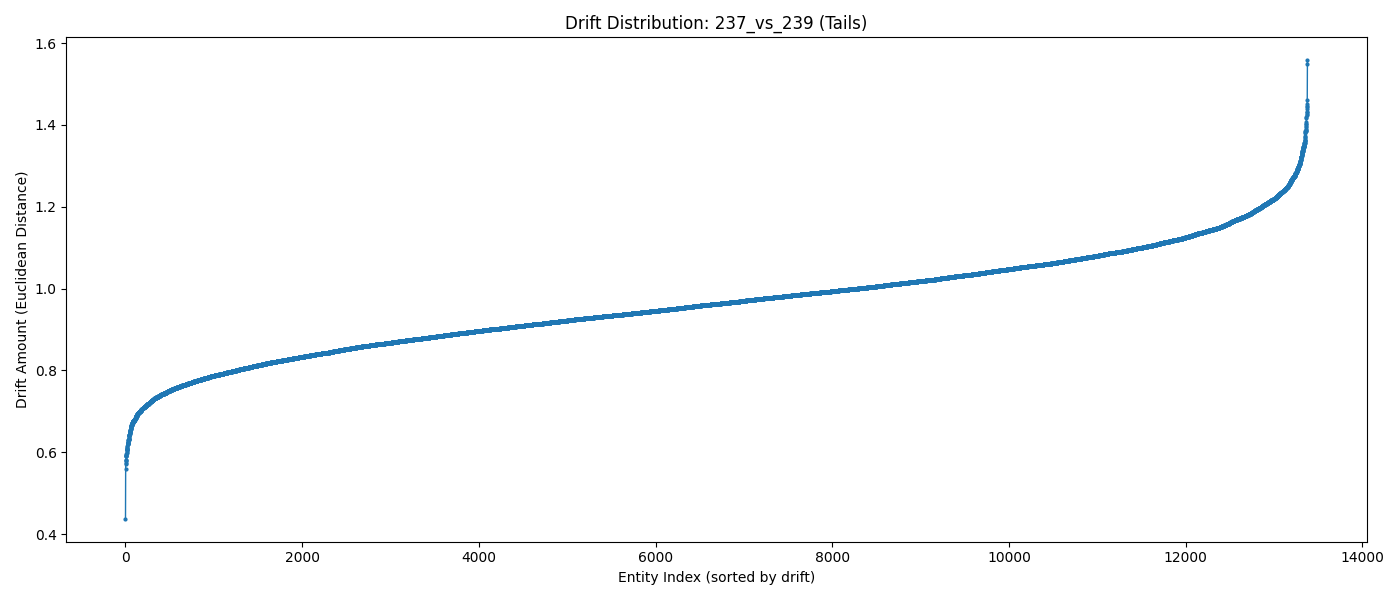 Drift Distribution: 237_vs_239 (Tails)
1.6
1.4
1.2
1.0
0.8
0.6
0.4
Drift Amount (Euclidean Distance)
0 2000 4000 6000 8000 10000 12000 14000
Entity Index (sorted by drift)